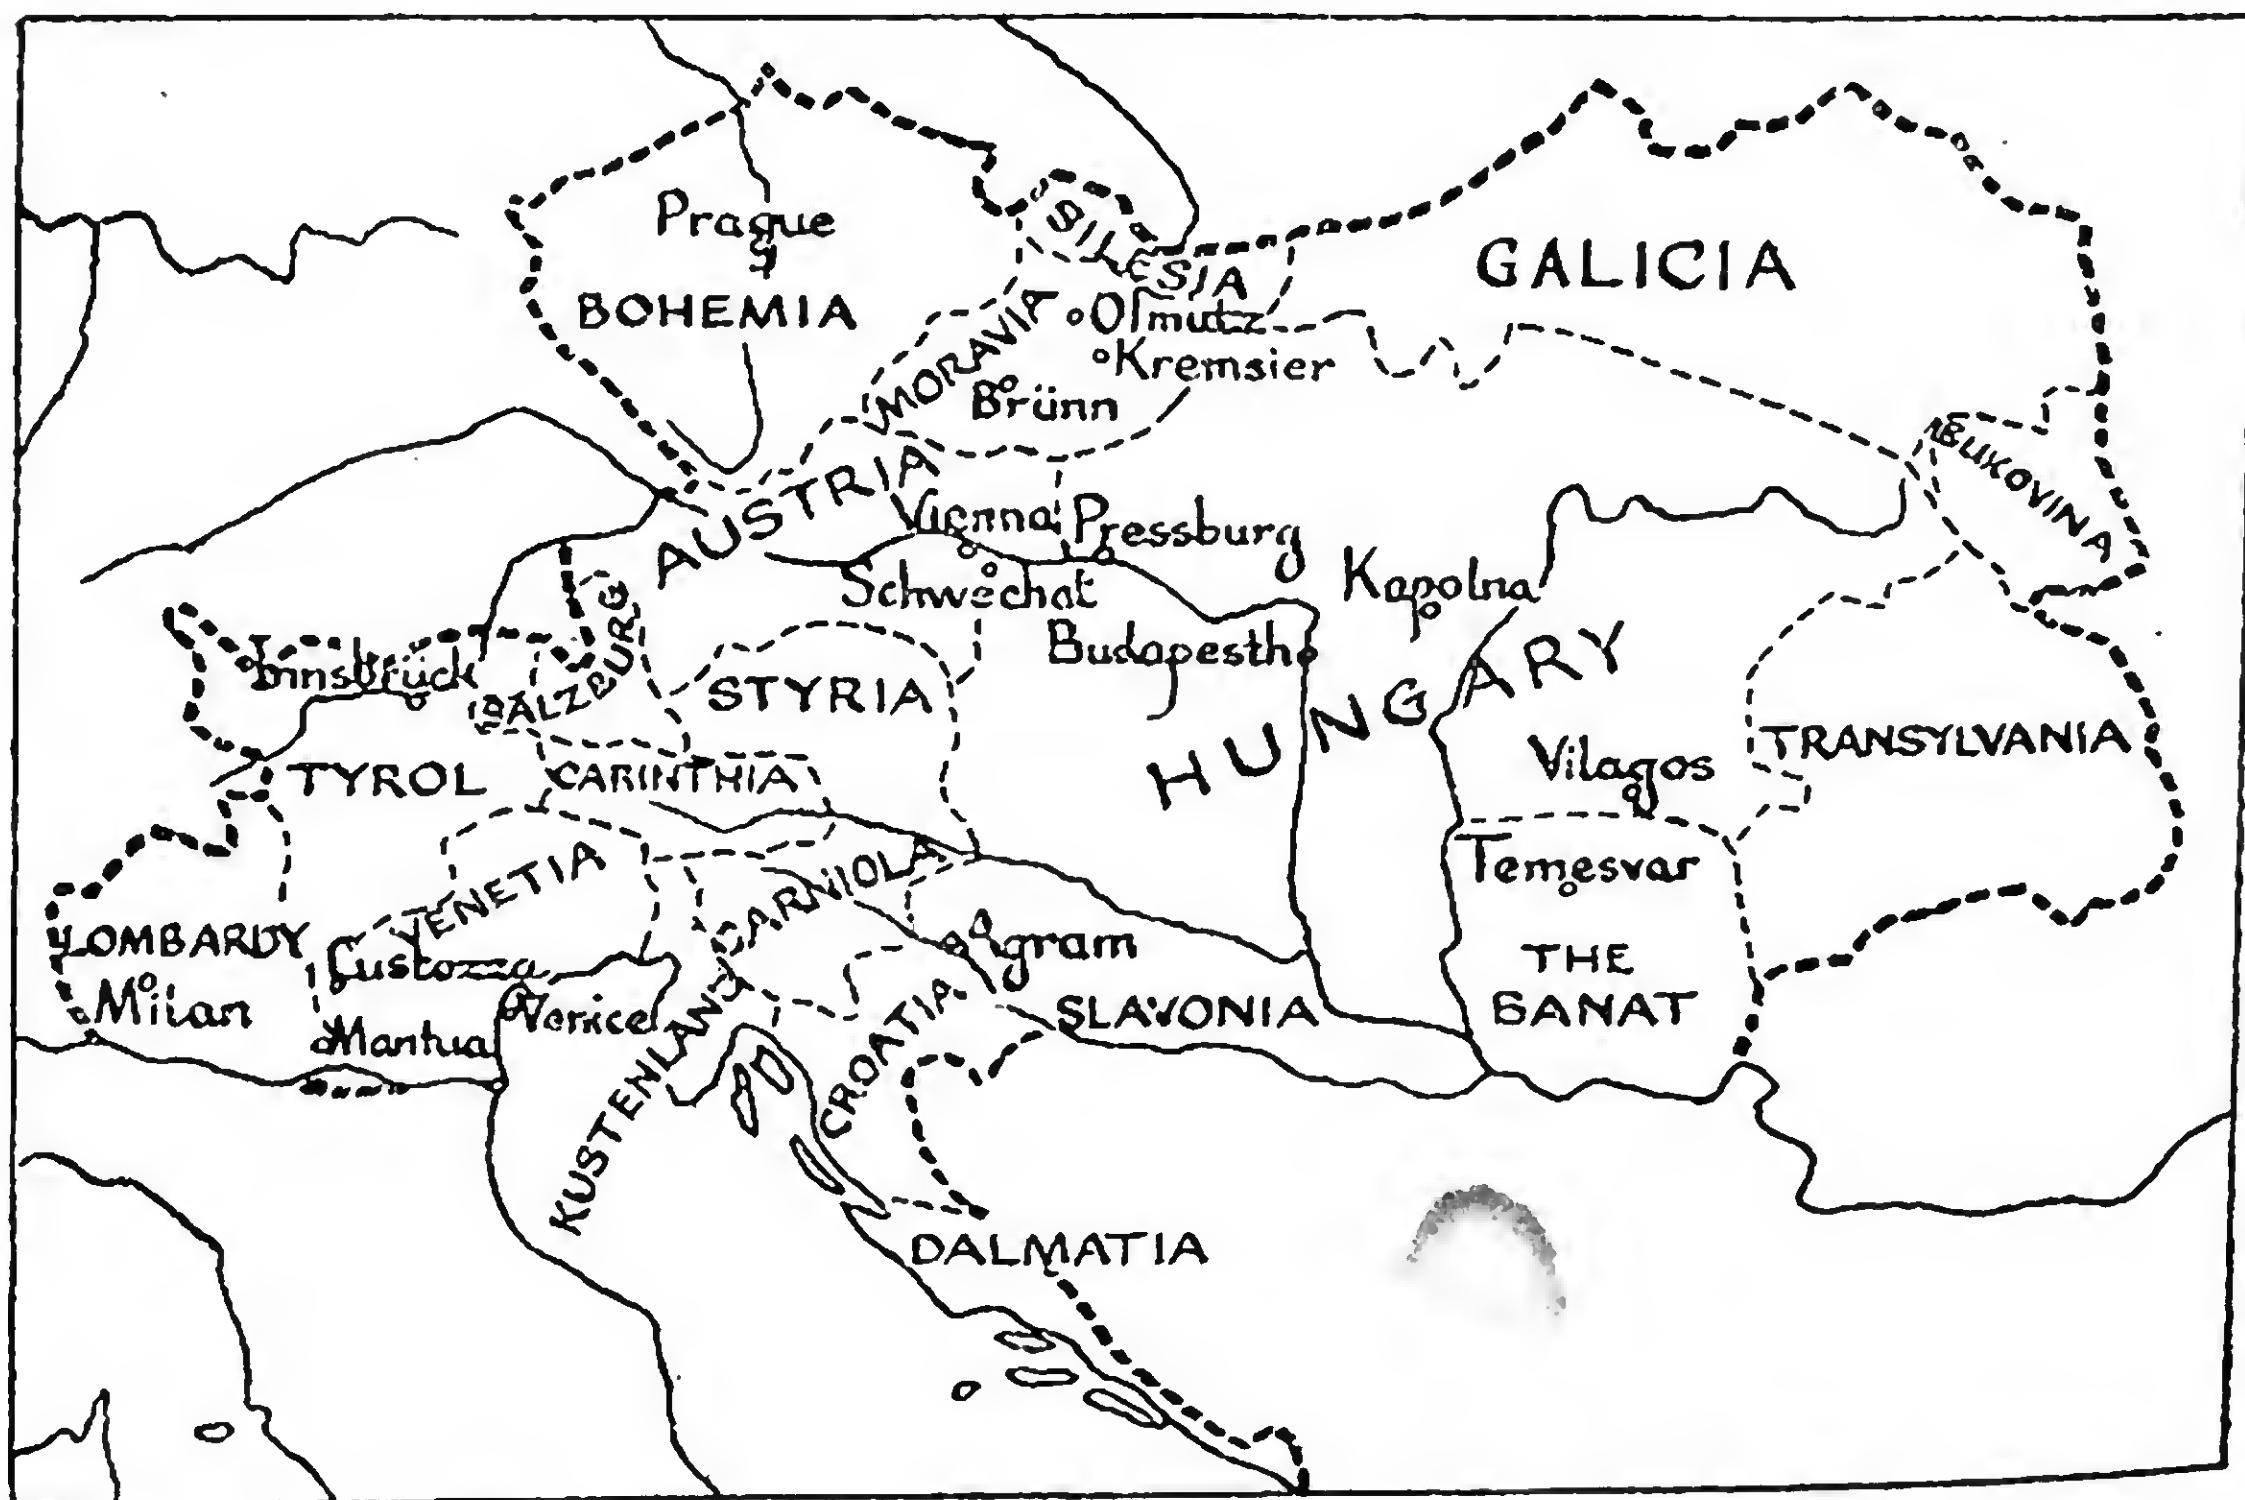 Prague
BOHEMIA
SILESIA
GALICIA
MORAVIA
Olmutz
Kremsier
Brünn
BUKOVINA
AUSTRIA
Vienna
Pressburg
Schwechat
Kapolna
Budapesth
HUNGARY
Innsbrück
SALZBURG
STYRIA
TYROL
CARINTHIA
Vilagos
TRANSYLVANIA
Temesvar
THE
BANAT
VENETIA
CARNIOLA
LOMBARDY
Custozza
Milan
Venice
Mantua
Agram
SLAVONIA
CROATIA
KUSTENLAND
DALMATIA